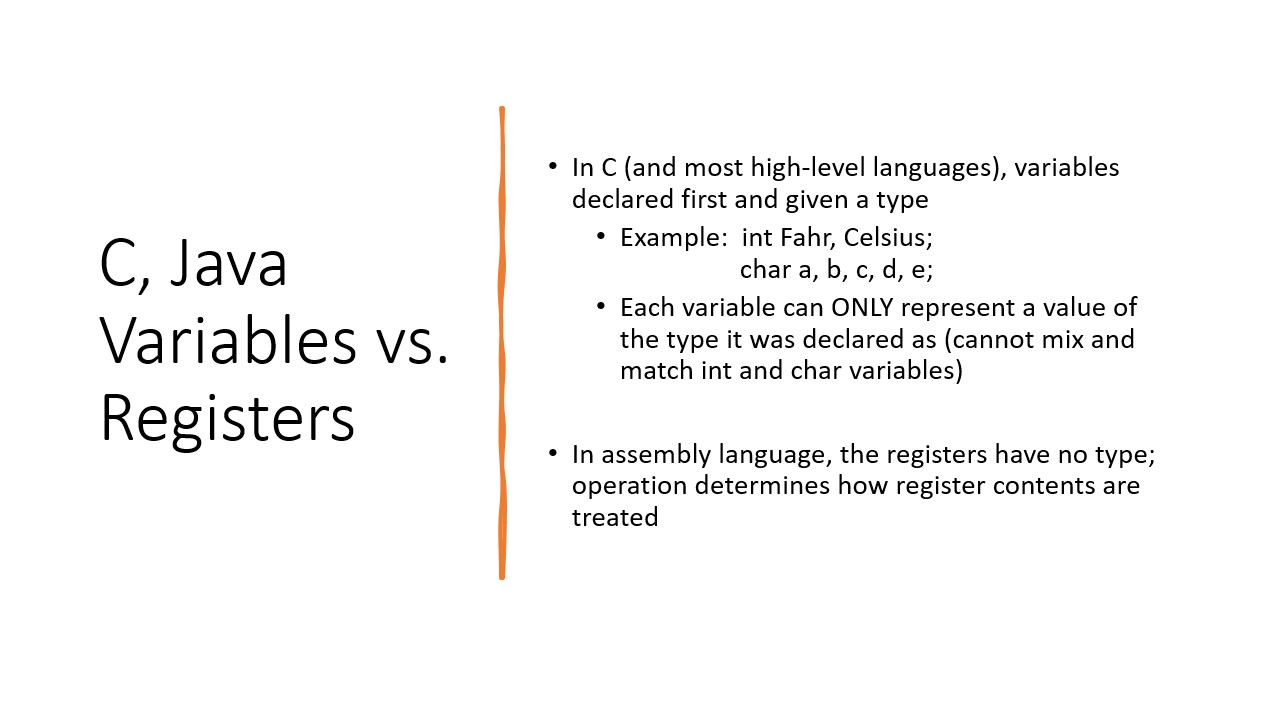 C, Java
Variables vs.
Registers
• In C (and most high-level languages), variables
declared first and given a type
• Example:  int Fahr, Celsius;
char a, b, c, d, e;
• Each variable can ONLY represent a value of
the type it was declared as (cannot mix and
match int and char variables)
• In assembly language, the registers have no type;
operation determines how register contents are
treated